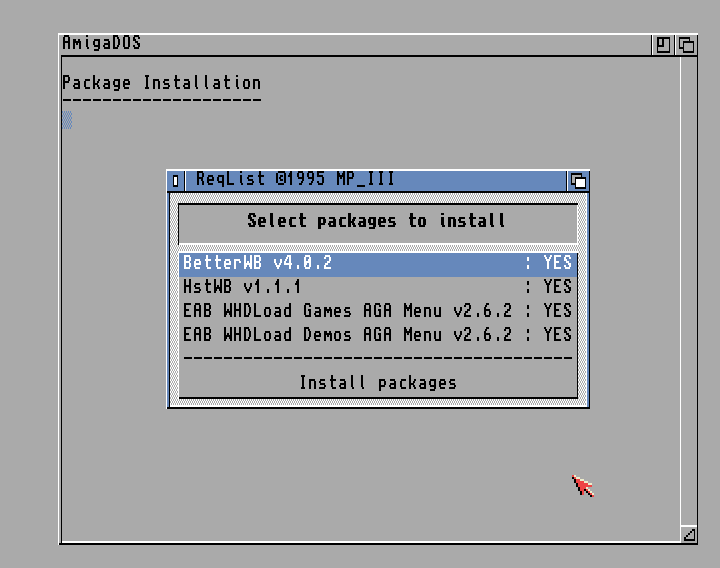 AmigaDOS
Package Installation
--------------------
ReqList ©1995 MP_III
Select packages to install
BetterWB v4.0.2 : YES
HstWB v1.1.1 : YES
EAB WHDLoad Games AGA Menu v2.6.2 : YES
EAB WHDLoad Demos AGA Menu v2.6.2 : YES
---------------------------------------
Install packages